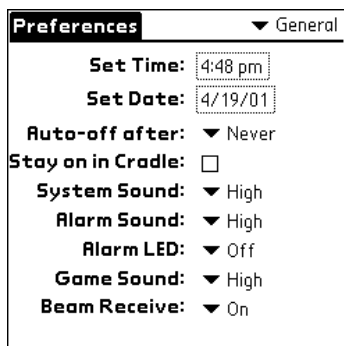 Preferences General
Set Time: 4:48 pm
Set Date: 4/19/01
Auto-off after: Never
Stay on in Cradle:
System Sound: High
Alarm Sound: High
Alarm LED: Off
Game Sound: High
Beam Receive: On